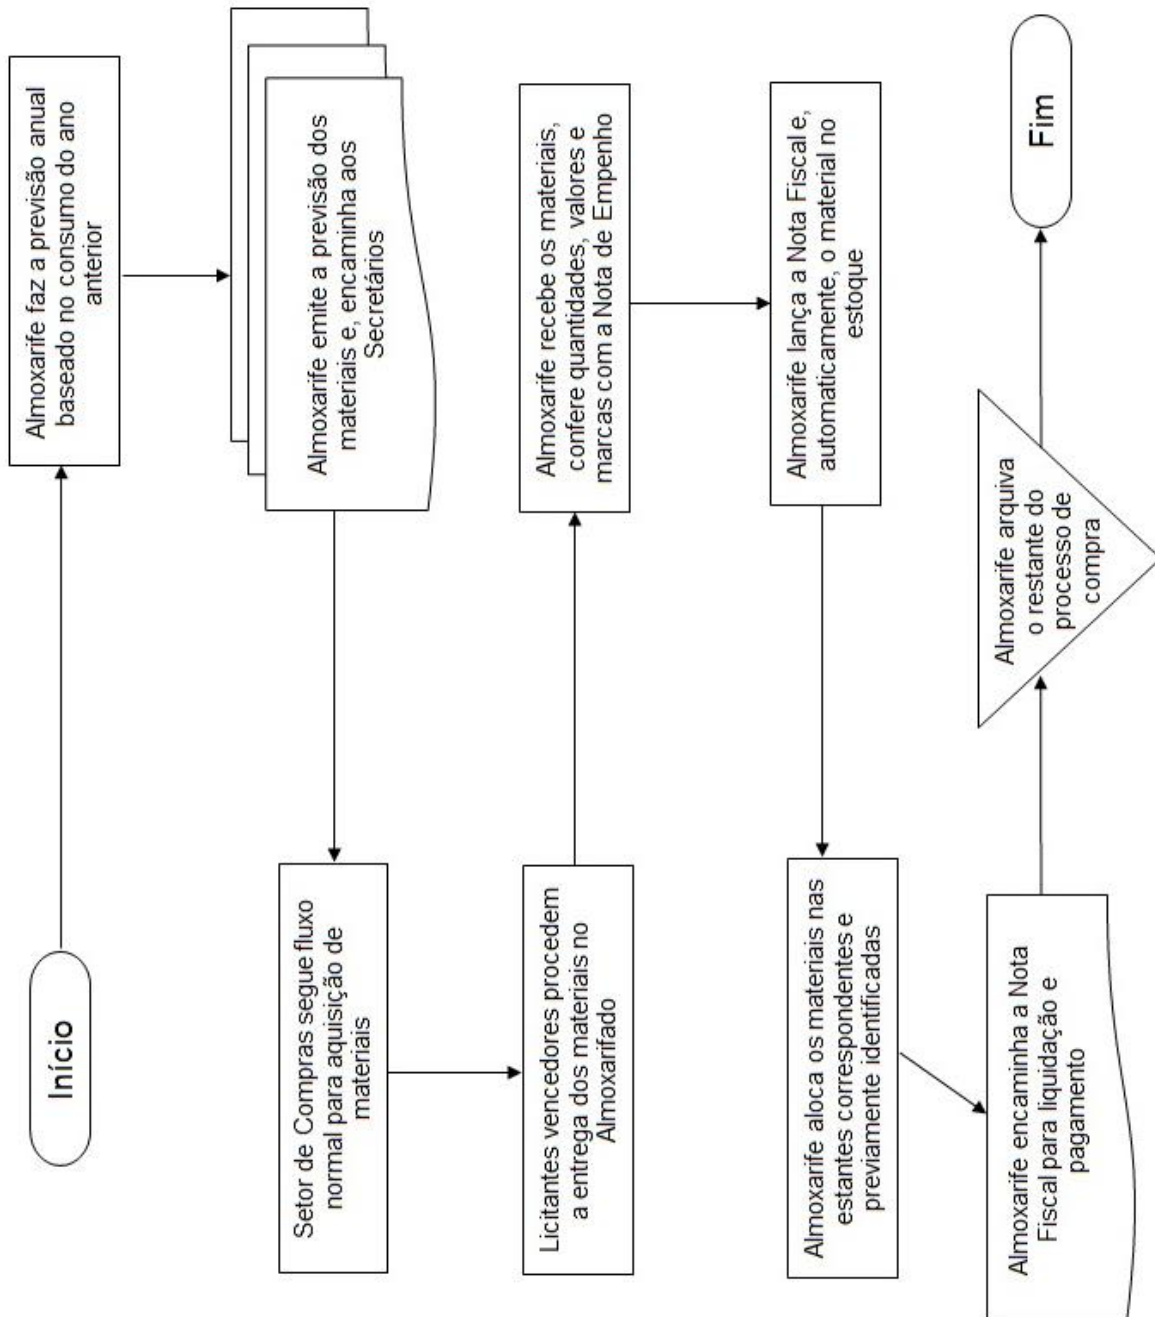 Início
Almoxarife faz a previsão anual
baseado no consumo do ano
anterior
Almoxarife emite a previsão dos
materiais e, encaminha aos
Secretários
Setor de Compras segue fluxo
normal para aquisição de
materiais
Licitantes vencedores procedem
a entrega dos materiais no
Almoxarifado
Almoxarife recebe os materiais,
confere quantidades, valores e
marcas com a Nota de Empenho
Almoxarife lança a Nota Fiscal e,
automaticamente, o material no
estoque
Almoxarife aloca os materiais nas
estantes correspondentes e
previamente identificadas
Almoxarife encaminha a Nota
Fiscal para liquidação e
pagamento
Almoxarife arquiva
o restante do
processo de
compra
Fim